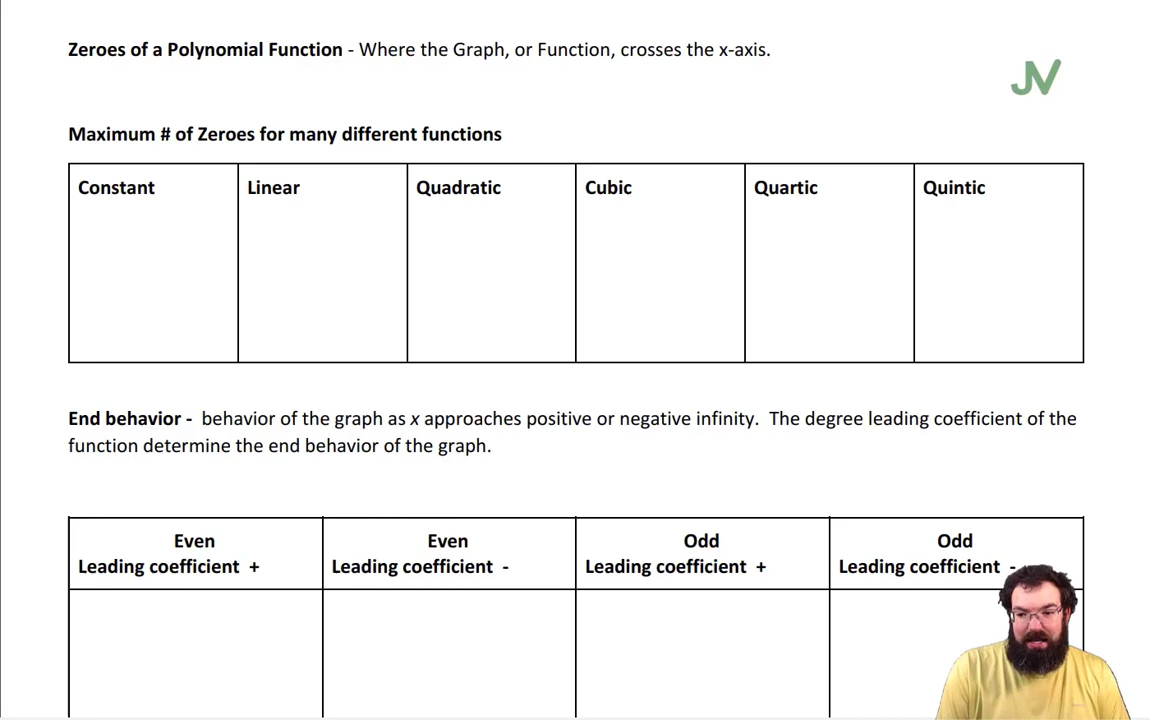 Zeroes of a Polynomial Function - Where the Graph, or Function, crosses the x-axis.
JV
Maximum # of Zeroes for many different functions
Constant Linear Quadratic Cubic Quartic Quintic
End behavior - behavior of the graph as x approaches positive or negative infinity. The degree leading coefficient of the
function determine the end behavior of the graph.
Even Even Odd Odd
Leading coefficient + Leading coefficient - Leading coefficient + Leading coefficient -